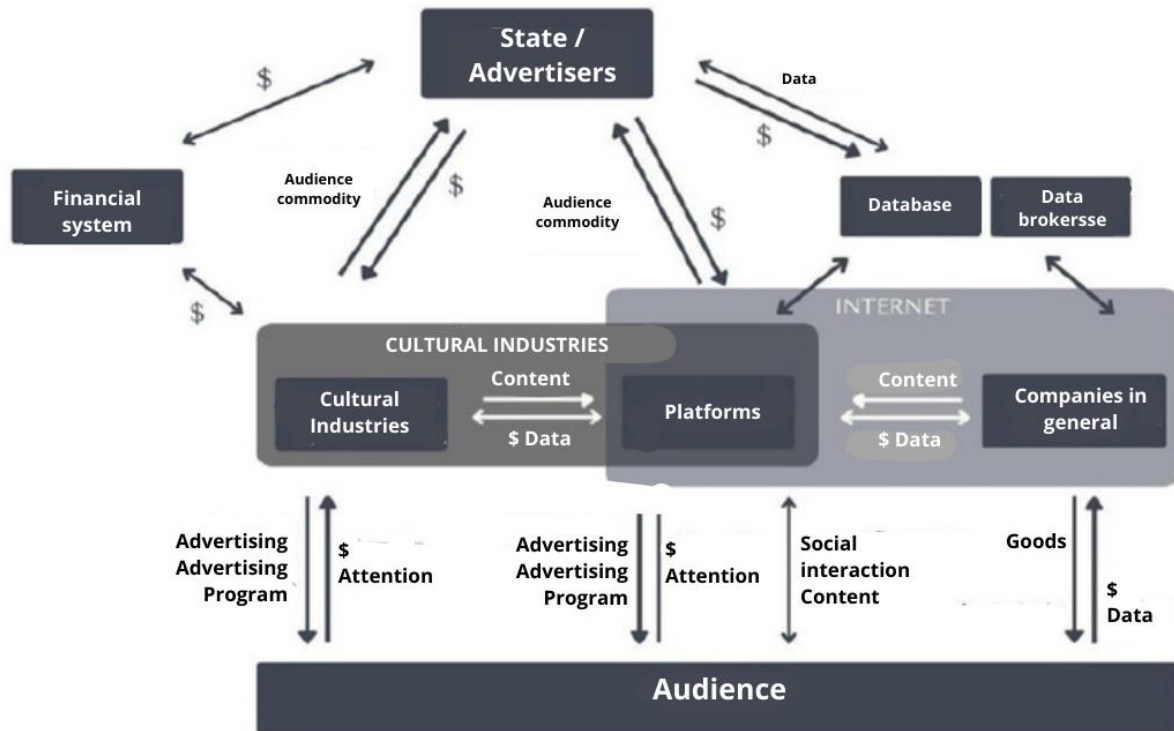 State /
Advertisers
$
Data
$
Financial
system
Audience
commodity
$
Audience
commodity
$
Database
Data
brokersse
$
INTERNET
CULTURAL INDUSTRIES
Cultural
Industries
Content
$ Data
Platforms
Content
$ Data
Companies in
general
Advertising
Advertising
Program
$
Attention
Advertising
Advertising
Program
$
Attention
Social
interaction
Content
Goods
$
Data
Audience